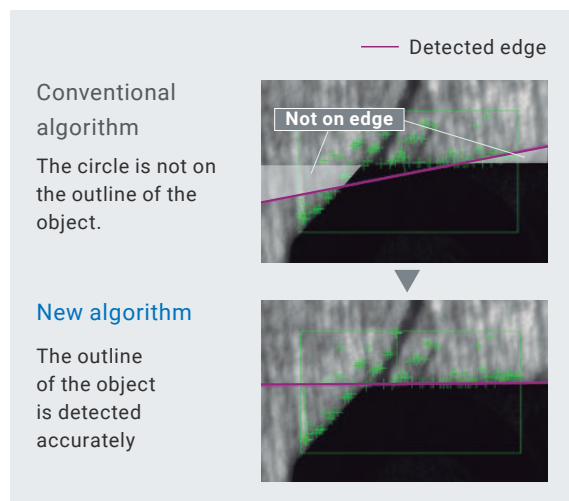 Detected edge
Conventional
algorithm
The circle is not on
the outline of the
object.
Not on edge
New algorithm
The outline
of the object
is detected
accurately